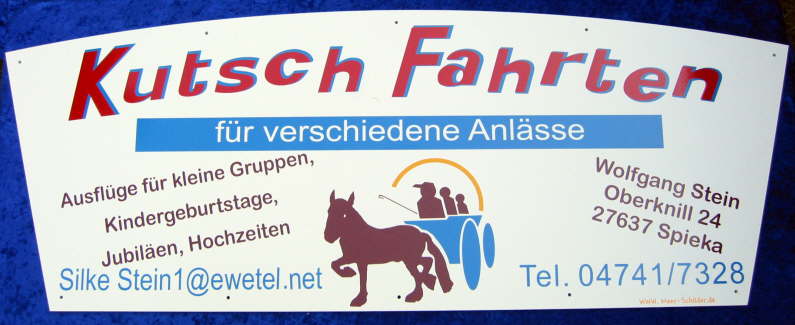 Kutsch Fahrten
für verschiedene Anlässe
Ausflüge für kleine Gruppen,
Kindergeburtstage,
Jubiläen, Hochzeiten
Silke Stein1@ewetel.net
Wolfgang Stein
Oberknill 24
27637 Spieka
Tel. 04741/7328